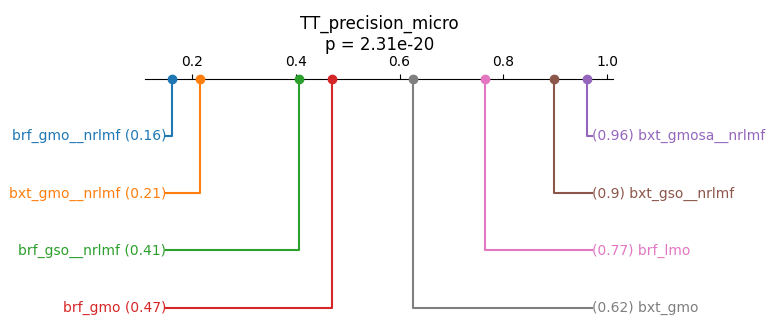 TT_precision_micro
p = 2.31e-20
0.2 0.4 0.6 0.8 1.0
brf_gmo__nrlmf (0.16) (0.96) bxt_gmosa__nrlmf
bxt_gmo__nrlmf (0.21) (0.9) bxt_gso__nrlmf
brf_gso__nrlmf (0.41) (0.77) brf_lmo
brf_gmo (0.47) (0.62) bxt_gmo